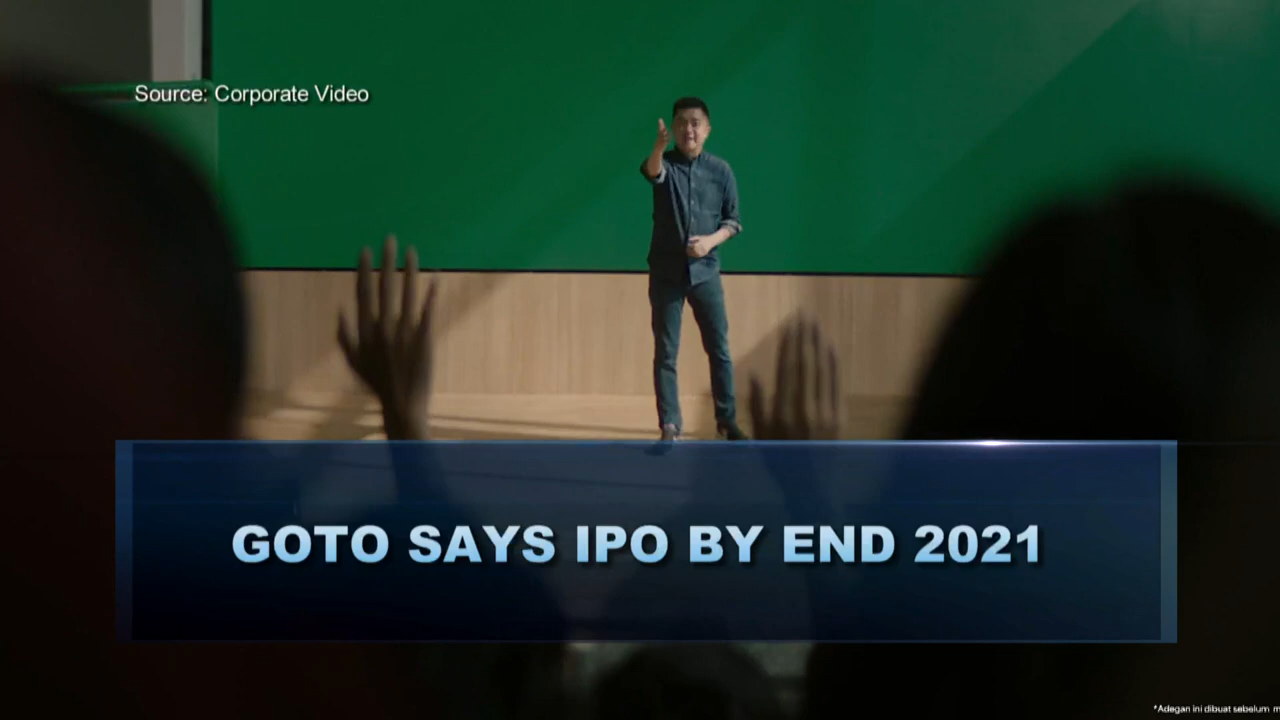 Source: Corporate Video
GOTO SAYS IPO BY END 2021
*Adegan ini dibuat sebelum